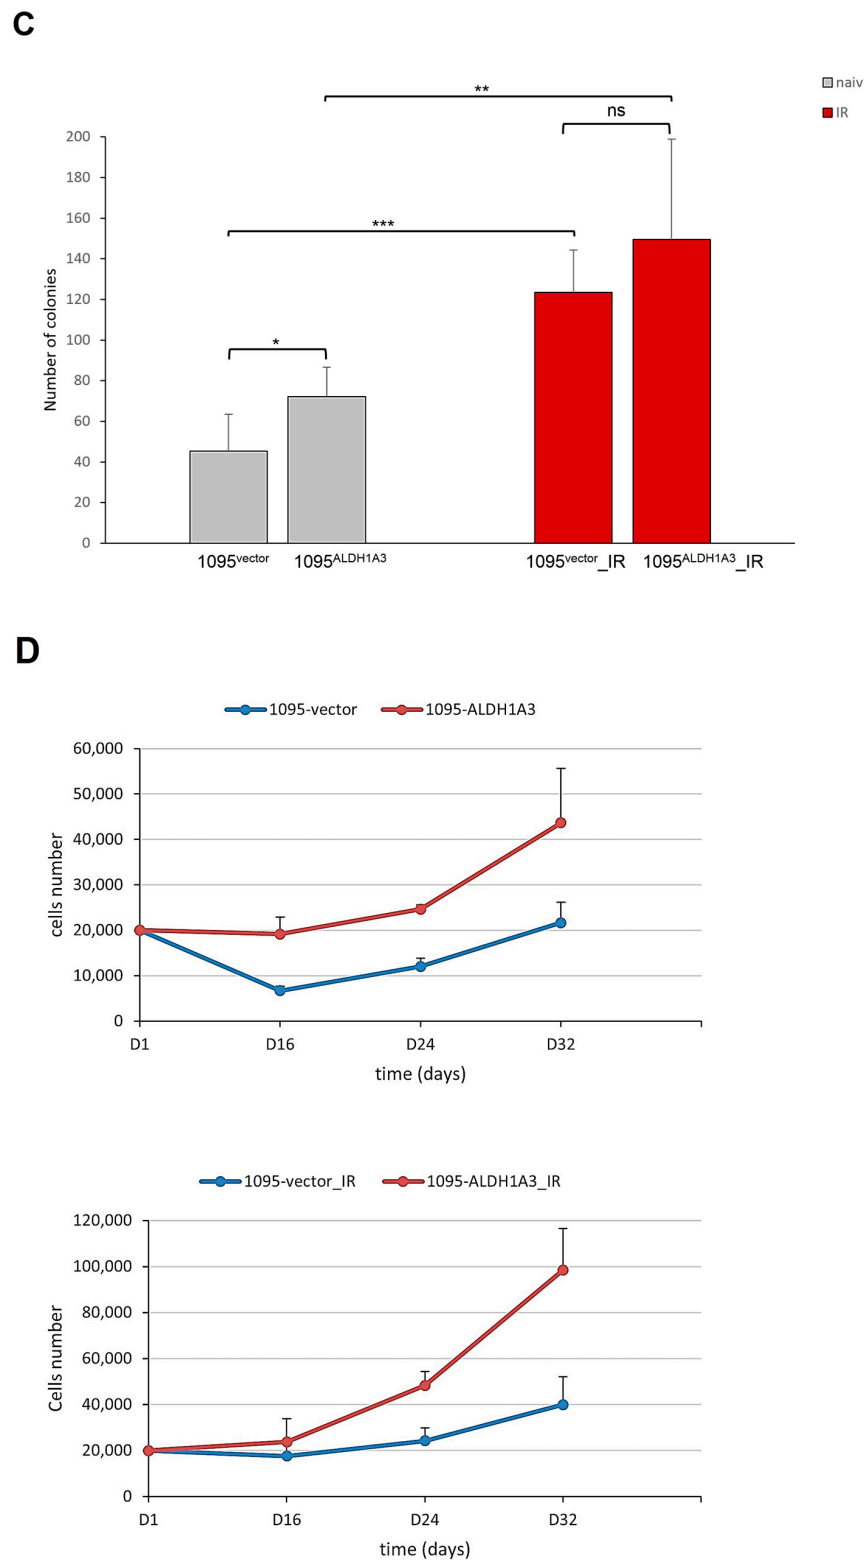 C
naiv
IR
**
ns
***
*
Number of colonies
200
180
160
140
120
100
80
60
40
20
0
1095vector 1095ALDH1A3 1095vector_IR 1095ALDH1A3_IR
D
1095-vector 1095-ALDH1A3
cells number
60,000
50,000
40,000
30,000
20,000
10,000
0
D1 D16 D24 D32
time (days)
1095-vector_IR 1095-ALDH1A3_IR
Cells number
120,000
100,000
80,000
60,000
40,000
20,000
0
D1 D16 D24 D32
time (days)